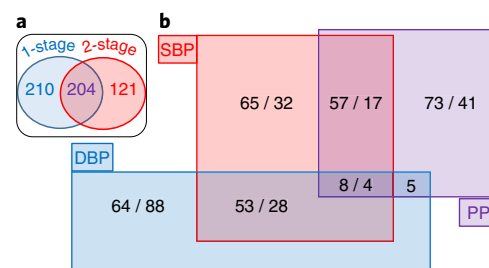 a
b
1-stage 2-stage
210 204 121
SBP
65 / 32 57 / 17 73 / 41
DBP
8 / 4 5
64 / 88 53 / 28
PP